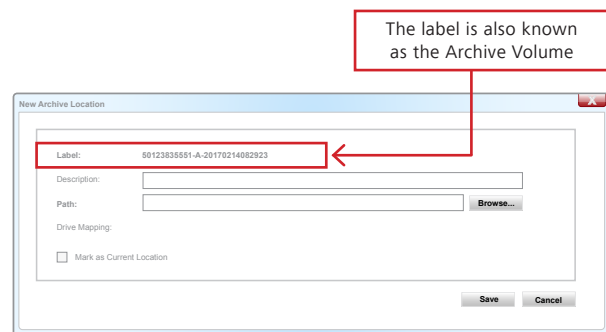 The label is also known
as the Archive Volume
New Archive Location
X
Label: 50123835551-A-20170214082923
Description:
Path: Browse...
Drive Mapping:
Mark as Current Location
Save Cancel